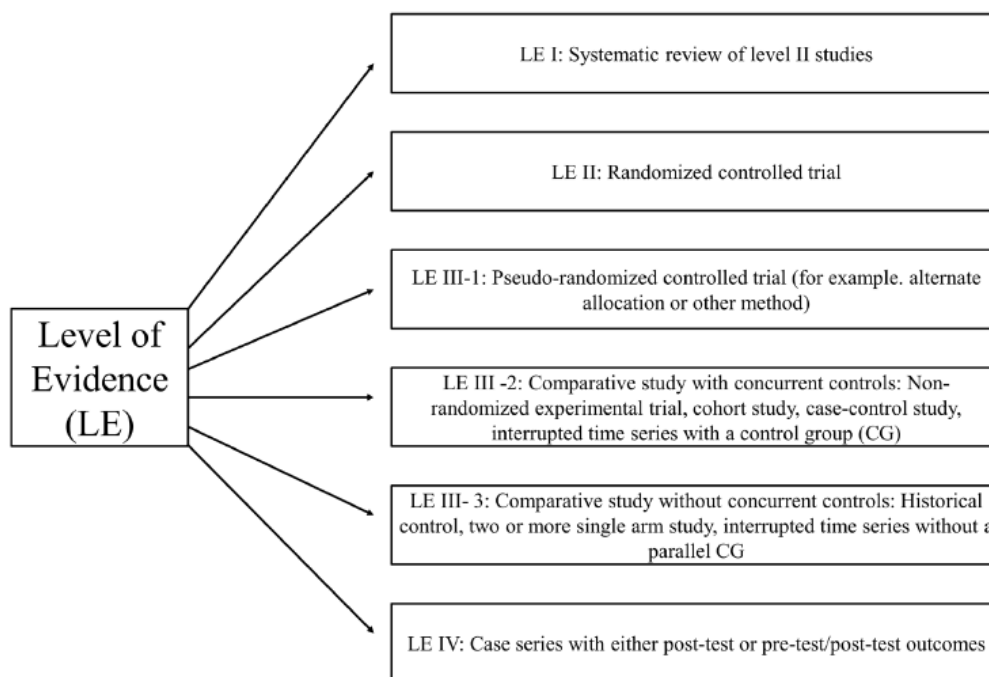 LE I: Systematic review of level II studies
LE II: Randomized controlled trial
LE III-1: Pseudo-randomized controlled trial (for example. alternate
allocation or other method)
Level of
Evidence
(LE)
LE III -2: Comparative study with concurrent controls: Non-
randomized experimental trial, cohort study, case-control study,
interrupted time series with a control group (CG)
LE III- 3: Comparative study without concurrent controls: Historical
control, two or more single arm study, interrupted time series without a
parallel CG
LE IV: Case series with either post-test or pre-test/post-test outcomes